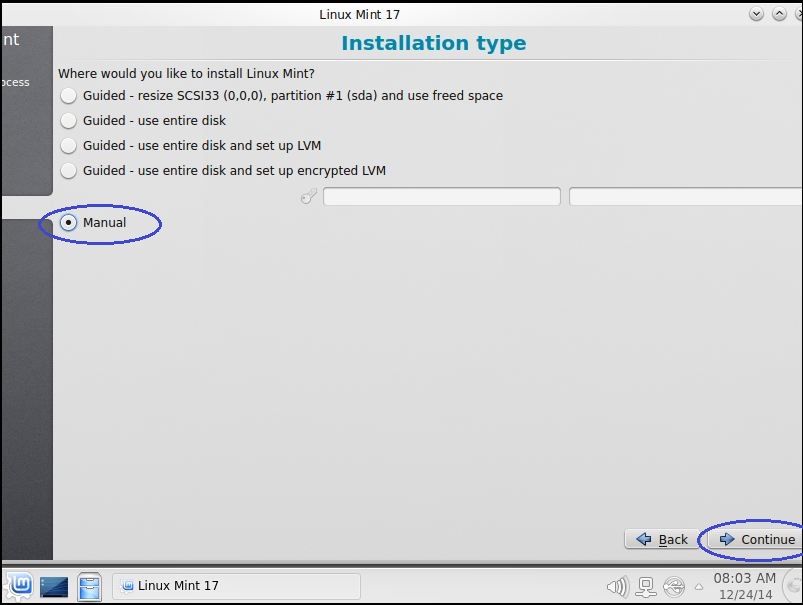 Linux Mint 17
nt
ocess
Installation type
Where would you like to install Linux Mint?
Guided - resize SCSI33 (0,0,0), partition #1 (sda) and use freed space
Guided - use entire disk
Guided - use entire disk and set up LVM
Guided - use entire disk and set up encrypted LVM
Manual
Back
Continue
Linux Mint 17
08:03 AM
12/24/14